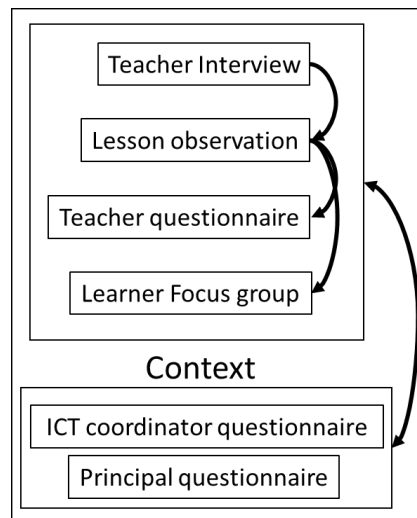 Teacher Interview
Lesson observation
Teacher questionnaire
Learner Focus group
Context
ICT coordinator questionnaire
Principal questionnaire